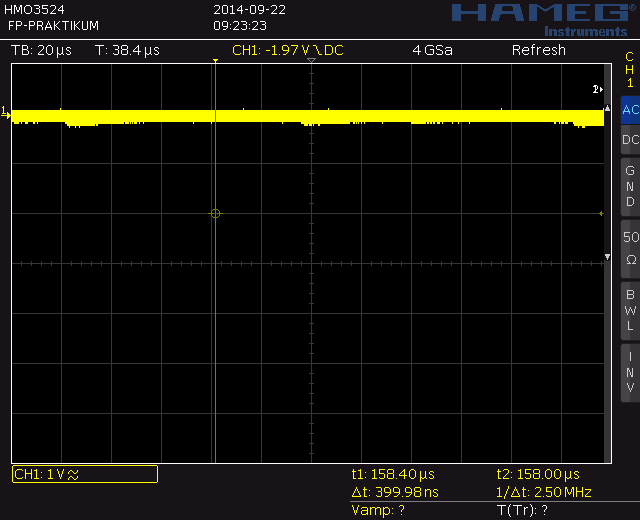 HMO3524 2014-09-22 HAMEG®
FP-PRAKTIKUM 09:23:23 Instruments
TB: 20 µs T: 38.4 µs CH1: -1.97 V DC 4 GSa Refresh
CH1
1
2
AC
DC
GND
50 Ω
BWL
INV
CH1: 1 V
t1: 158.40 µs t2: 158.00 µs
Δt: 399.98 ns 1/Δt: 2.50 MHz
Vamp: ? T(Tr): ?